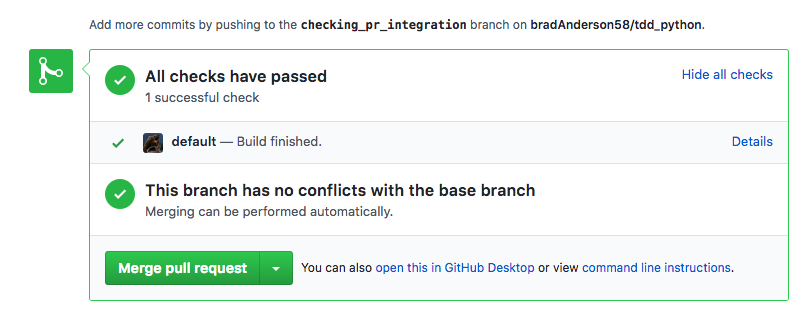 Add more commits by pushing to the checking_pr_integration branch on bradAnderson58/tdd_python.
All checks have passed
Hide all checks
1 successful check
default — Build finished.
Details
This branch has no conflicts with the base branch
Merging can be performed automatically.
Merge pull request
You can also open this in GitHub Desktop or view command line instructions.